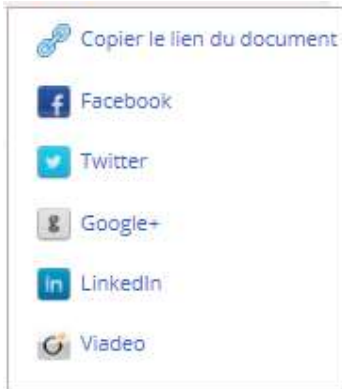 Copier le lien du document
Facebook
Twitter
Google+
LinkedIn
Viadeo